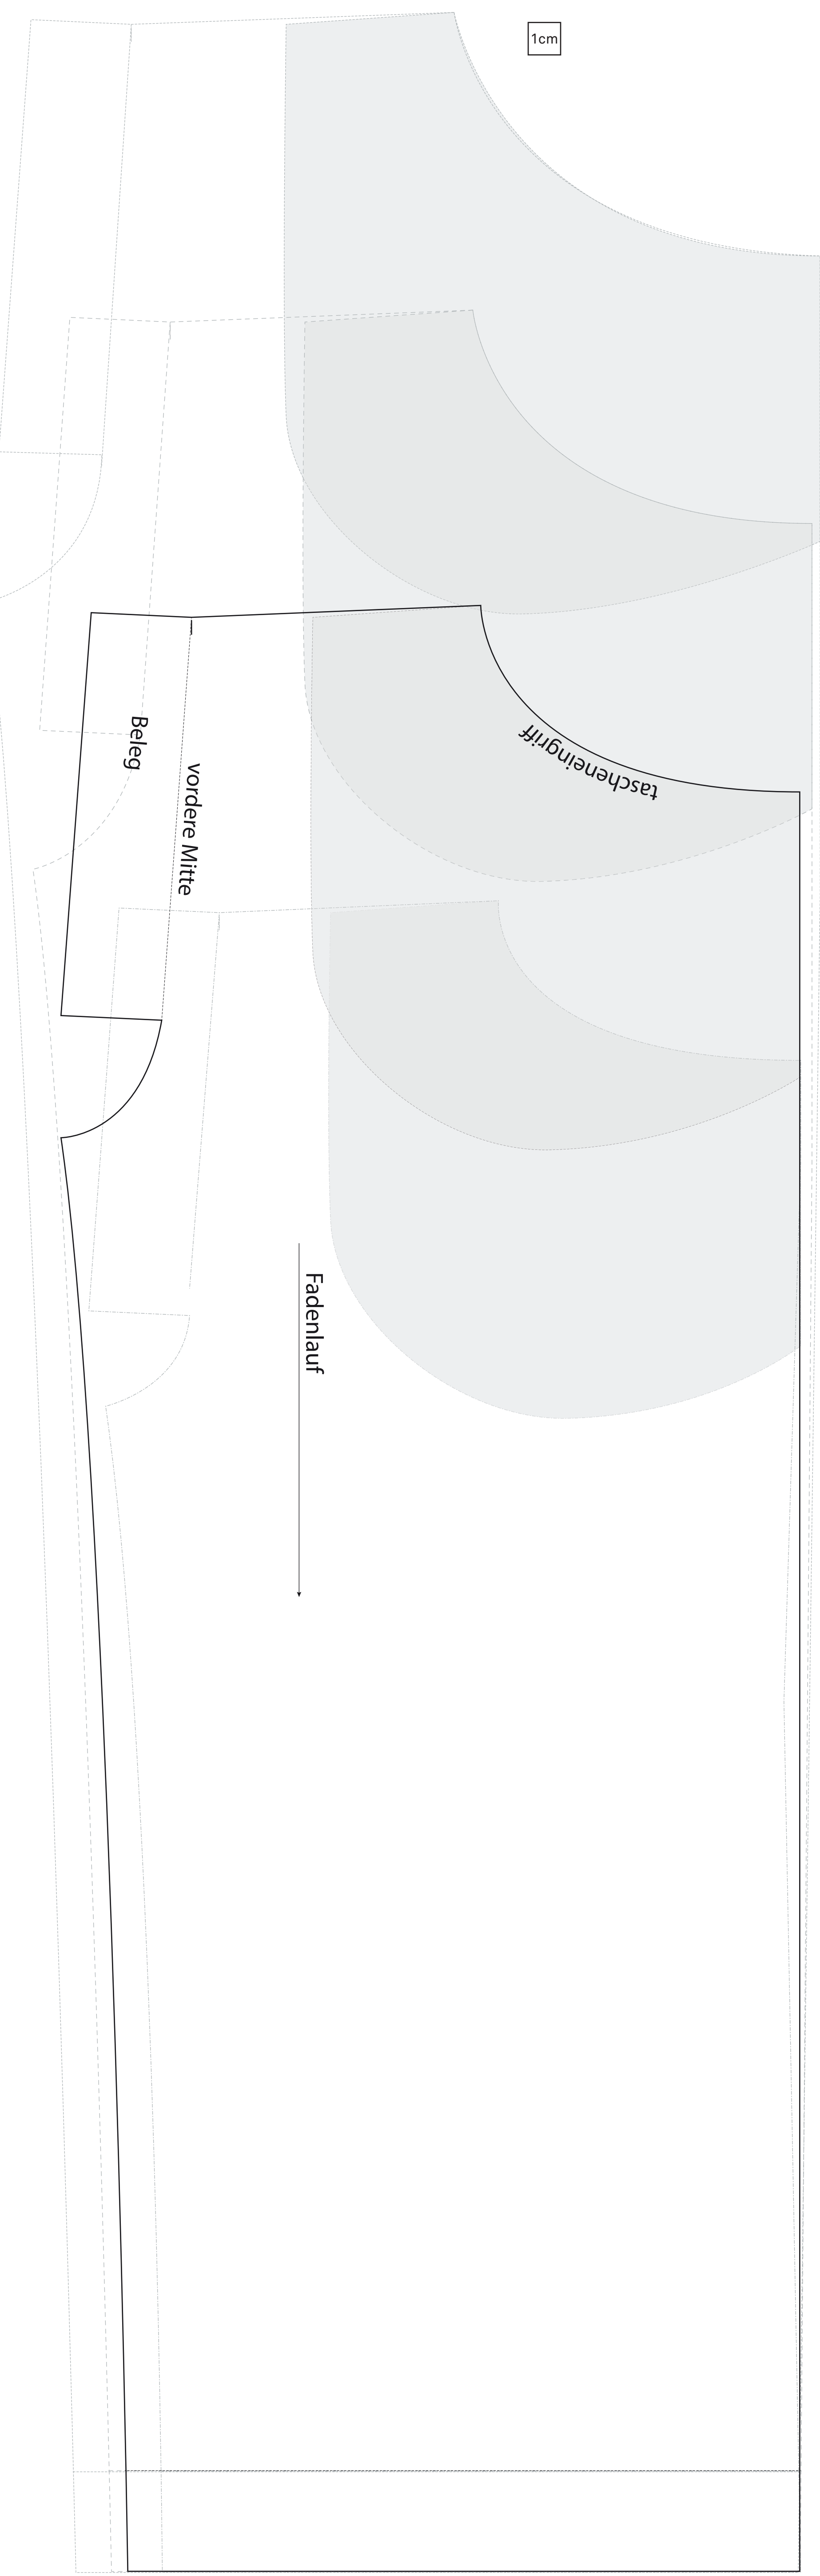 1cm
tascheneingriff
Beleg
vordere Mitte
Fadenlauf